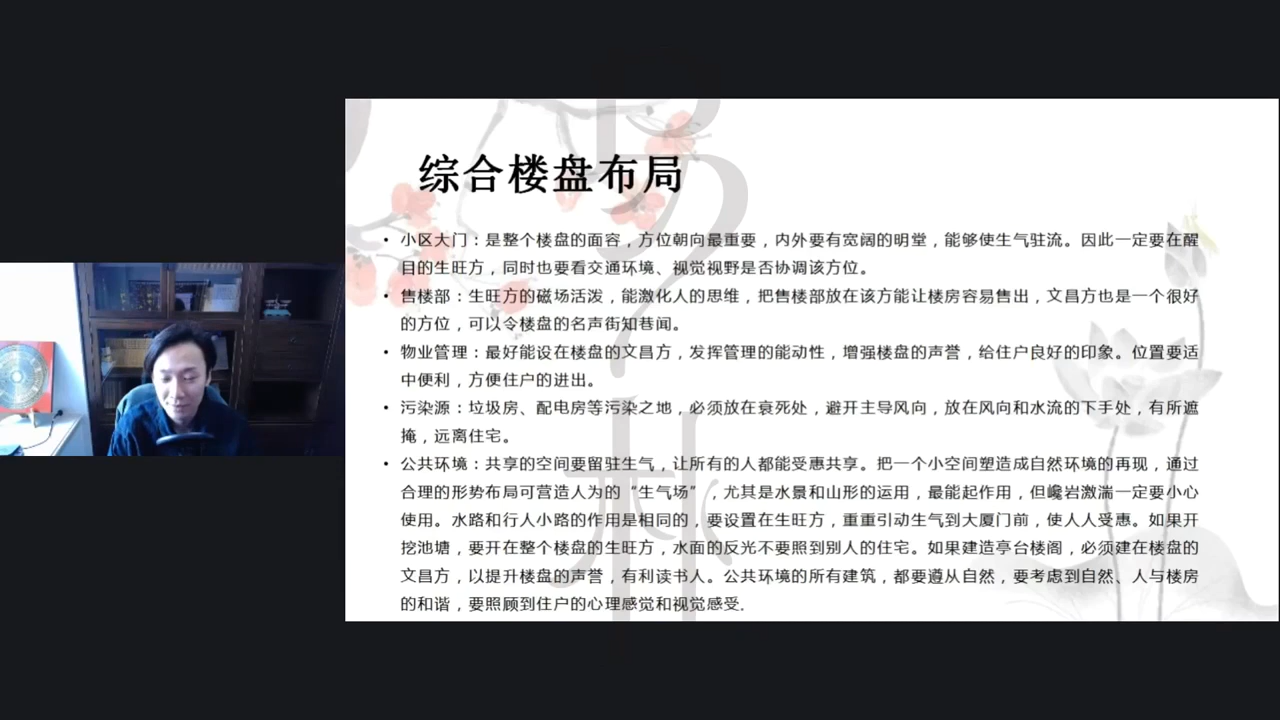 综合楼盘布局
• 小区大门：是整个楼盘的面容，方位朝向最重要，内外要有宽阔的明堂，能够使生气驻流。因此一定要在醒
目的生旺方，同时也要看交通环境、视觉视野是否协调该方位。
• 售楼部：生旺方的磁场活泼，能激化人的思维，把售楼部放在该方能让楼房容易售出，文昌方也是一个很好
的方位，可以令楼盘的名声街知巷闻。
• 物业管理：最好能设在楼盘的文昌方，发挥管理的能动性，增强楼盘的声誉，给住户良好的印象。位置要适
中便利，方便住户的进出。
• 污染源：垃圾房、配电房等污染之地，必须放在衰死处，避开主导风向，放在风向和水流的下手处，有所遮
掩，远离住宅。
• 公共环境：共享的空间要留驻生气，让所有的人都能受惠共享。把一个小空间塑造成自然环境的再现，通过
合理的形势布局可营造人为的“生气场”，尤其是水景和山形的运用，最能起作用，但巉岩激湍一定要小心
使用。水路和行人小路的作用是相同的，要设置在生旺方，重重引动生气到大厦门前，使人人受惠。如果开
挖池塘，要开在整个楼盘的生旺方，水面的反光不要照到别人的住宅。如果建造亭台楼阁，必须建在楼盘的
文昌方，以提升楼盘的声誉，有利读书人。公共环境的所有建筑，都要遵从自然，要考虑到自然、人与楼房
的和谐，要照顾到住户的心理感觉和视觉感受.